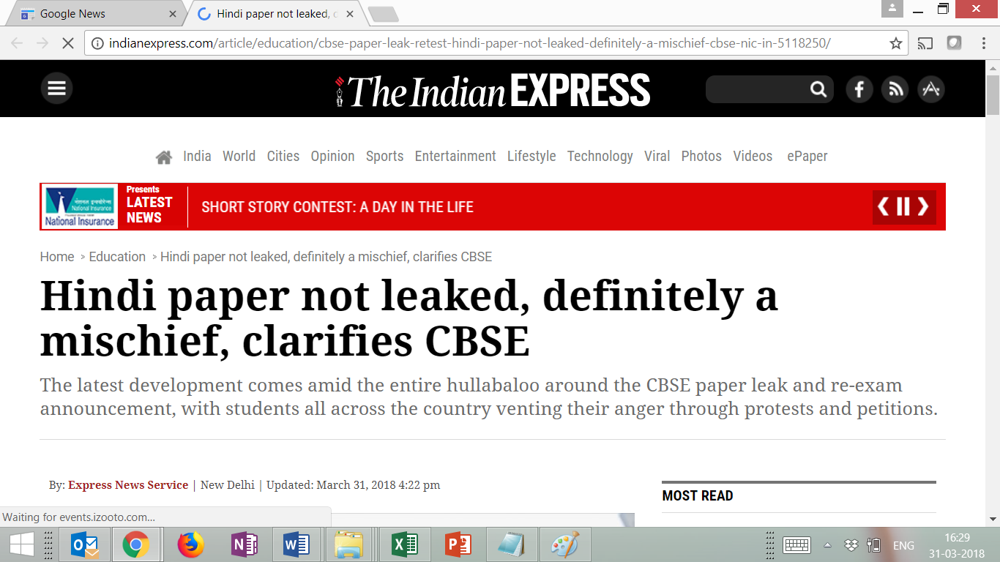 Google News
Hindi paper not leaked, d
indianexpress.com/article/education/cbse-paper-leak-retest-hindi-paper-not-leaked-definitely-a-mischief-cbse-nic-in-5118250/
The Indian EXPRESS
India World Cities Opinion Sports Entertainment Lifestyle Technology Viral Photos Videos ePaper
National Insurance
National Insurance
Presents
LATEST
NEWS
SHORT STORY CONTEST: A DAY IN THE LIFE
Home > Education > Hindi paper not leaked, definitely a mischief, clarifies CBSE
Hindi paper not leaked, definitely a
mischief, clarifies CBSE
The latest development comes amid the entire hullabaloo around the CBSE paper leak and re-exam
announcement, with students all across the country venting their anger through protests and petitions.
By: Express News Service | New Delhi | Updated: March 31, 2018 4:22 pm
MOST READ
Waiting for events.izooto.com...
ENG
16:29
31-03-2018